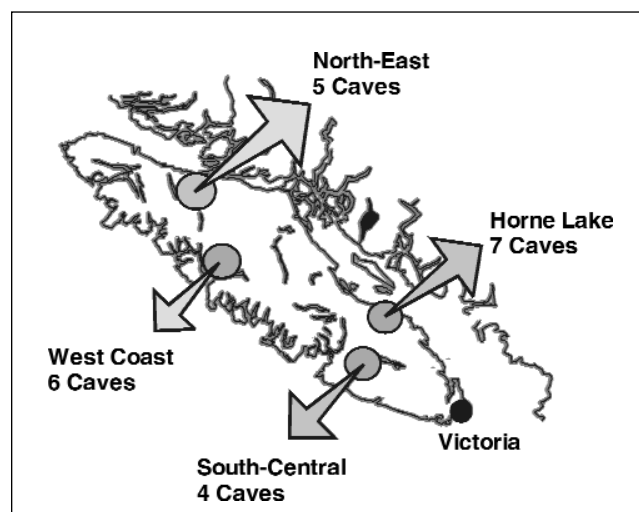 North-East
5 Caves
Horne Lake
7 Caves
West Coast
6 Caves
Victoria
South-Central
4 Caves